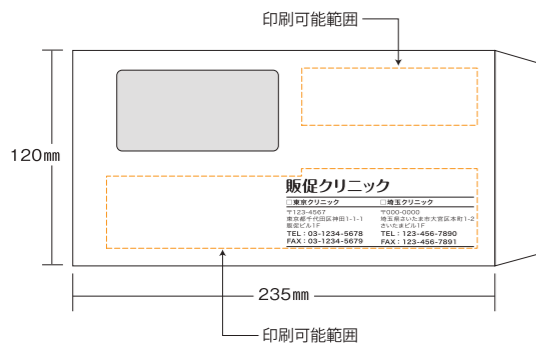 印刷可能範囲
120mm
販促クリニック
□東京クリニック □埼玉クリニック
〒123-4567 〒000-0000
東京都千代田区神田1-1-1 埼玉県さいたま市大宮区本町1-2
販促ビル1F さいたまビル1F
TEL：03-1234-5678 TEL：123-456-7890
FAX：03-1234-5679 FAX：123-456-7891
235mm
印刷可能範囲